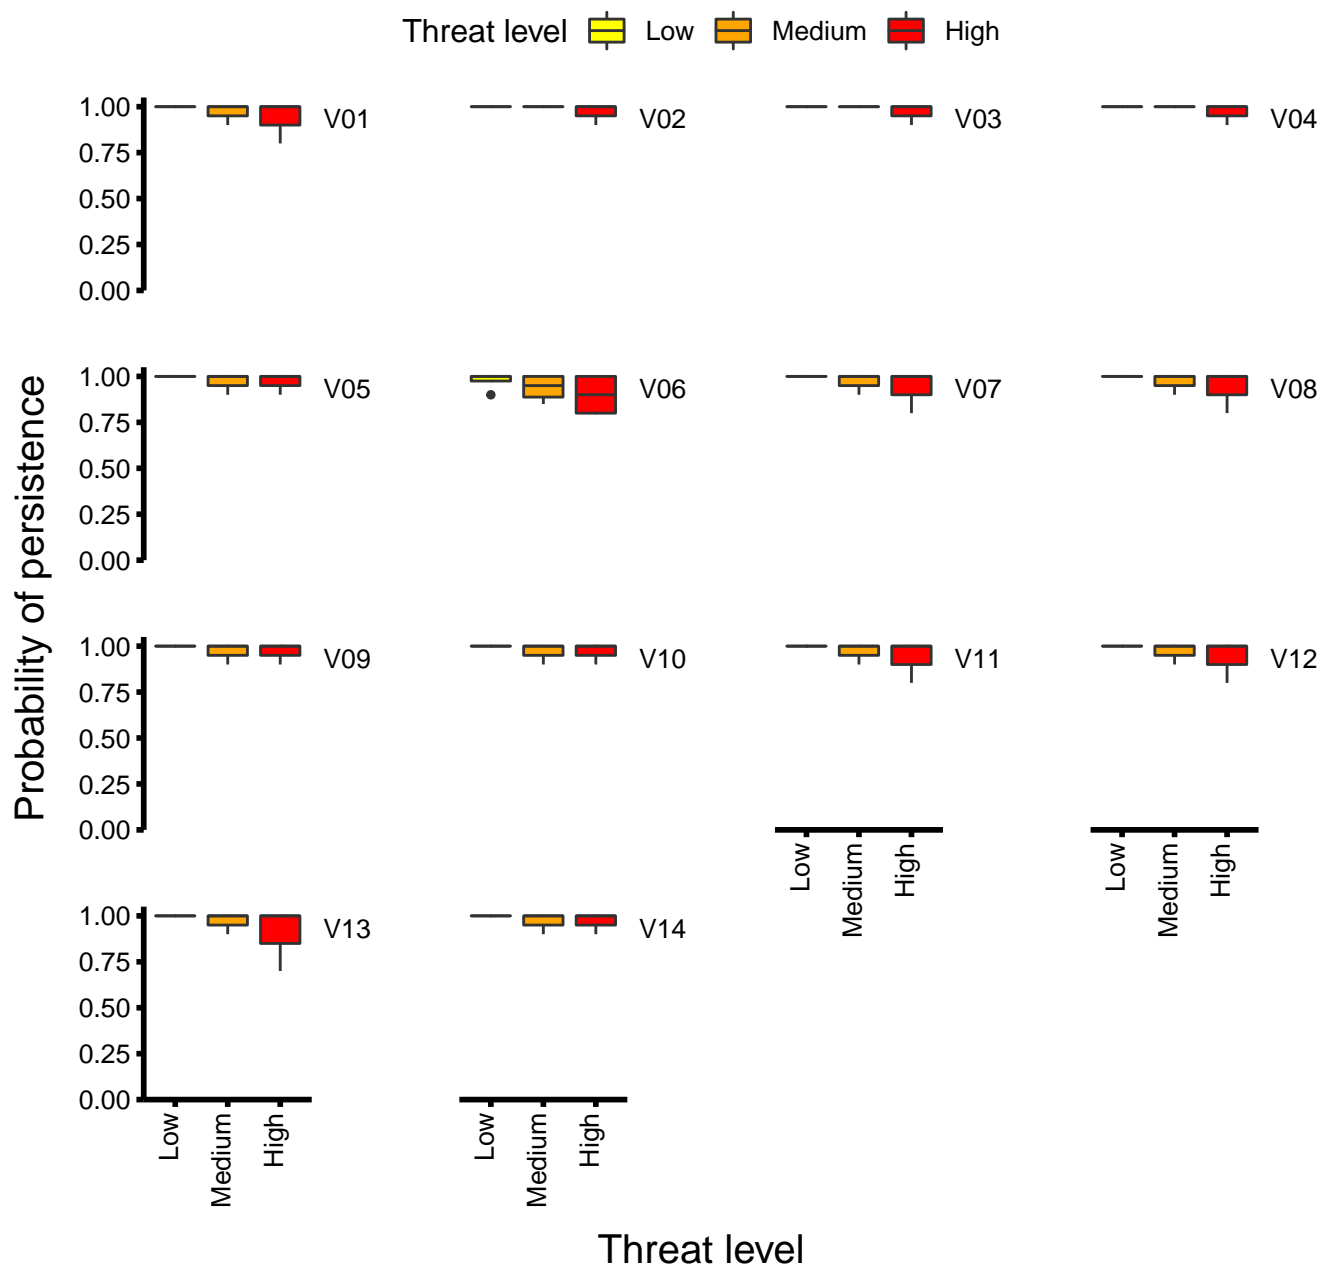 Threat level Low Medium High
1.00 V01 V02 V03 V04
0.75
0.50
0.25
0.00
Probability of persistence
1.00 V05 V06 V07 V08
0.75
0.50
0.25
0.00
1.00 V09 V10 V11 V12
0.75
0.50
0.25
0.00
Low Medium High Low Medium High
1.00 V13 V14
0.75
0.50
0.25
0.00
Low Medium High Low Medium High
Threat level